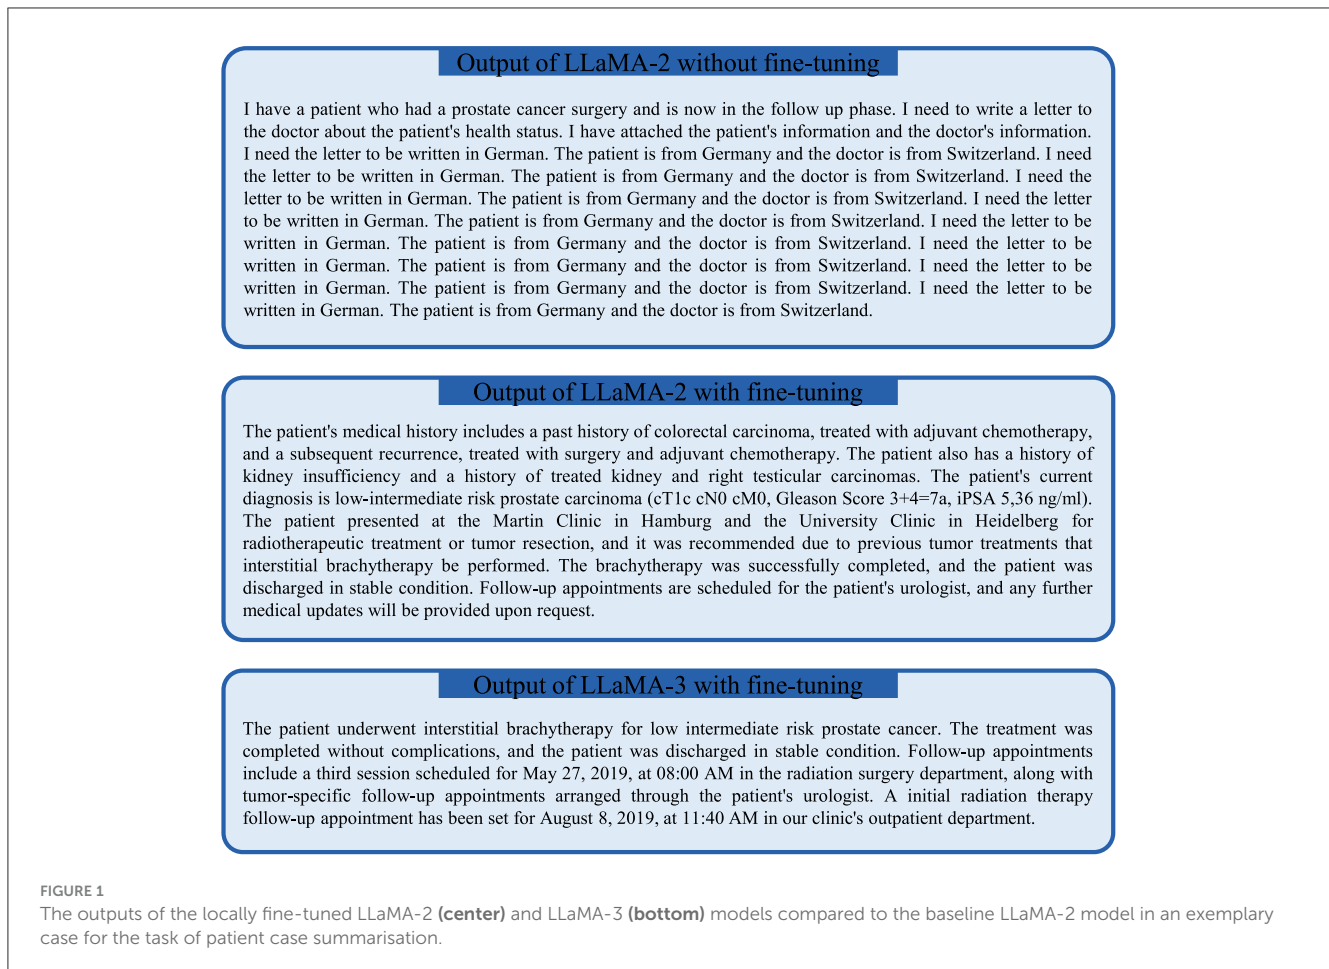 Output of LLaMA-2 without fine-tuning
I have a patient who had a prostate cancer surgery and is now in the follow up phase. I need to write a letter to
the doctor about the patient's health status. I have attached the patient's information and the doctor's information.
I need the letter to be written in German. The patient is from Germany and the doctor is from Switzerland. I need
the letter to be written in German. The patient is from Germany and the doctor is from Switzerland. I need the
letter to be written in German. The patient is from Germany and the doctor is from Switzerland. I need the letter
to be written in German. The patient is from Germany and the doctor is from Switzerland. I need the letter to be
written in German. The patient is from Germany and the doctor is from Switzerland. I need the letter to be
written in German. The patient is from Germany and the doctor is from Switzerland. I need the letter to be
written in German. The patient is from Germany and the doctor is from Switzerland. I need the letter to be
written in German. The patient is from Germany and the doctor is from Switzerland.
Output of LLaMA-2 with fine-tuning
The patient's medical history includes a past history of colorectal carcinoma, treated with adjuvant chemotherapy,
and a subsequent recurrence, treated with surgery and adjuvant chemotherapy. The patient also has a history of
kidney insufficiency and a history of treated kidney and right testicular carcinomas. The patient's current
diagnosis is low-intermediate risk prostate carcinoma (cT1c cN0 cM0, Gleason Score 3+4=7a, iPSA 5,36 ng/ml).
The patient presented at the Martin Clinic in Hamburg and the University Clinic in Heidelberg for
radiotherapeutic treatment or tumor resection, and it was recommended due to previous tumor treatments that
interstitial brachytherapy be performed. The brachytherapy was successfully completed, and the patient was
discharged in stable condition. Follow-up appointments are scheduled for the patient's urologist, and any further
medical updates will be provided upon request.
Output of LLaMA-3 with fine-tuning
The patient underwent interstitial brachytherapy for low intermediate risk prostate cancer. The treatment was
completed without complications, and the patient was discharged in stable condition. Follow-up appointments
include a third session scheduled for May 27, 2019, at 08:00 AM in the radiation surgery department, along with
tumor-specific follow-up appointments arranged through the patient's urologist. A initial radiation therapy
follow-up appointment has been set for August 8, 2019, at 11:40 AM in our clinic's outpatient department.
FIGURE 1
The outputs of the locally fine-tuned LLaMA-2 (center) and LLaMA-3 (bottom) models compared to the baseline LLaMA-2 model in an exemplary
case for the task of patient case summarisation.